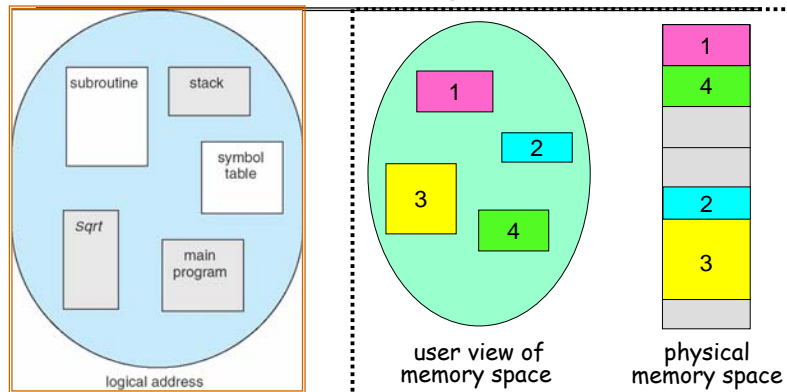 subroutine
stack
symbol
table
Sqrt
main
program
logical address
1
2
3
4
user view of
memory space
1
4
2
3
physical
memory space